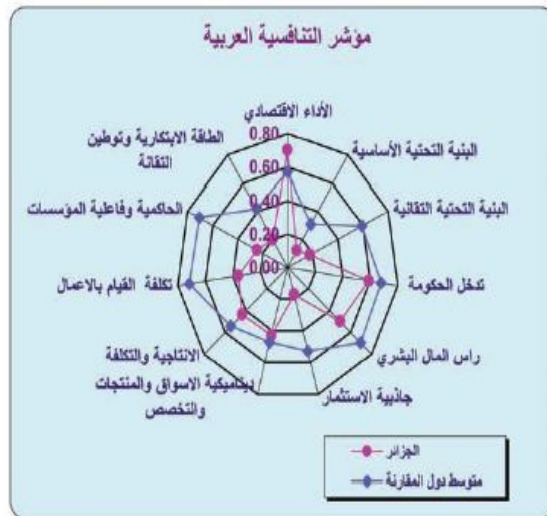 مؤشر التنافسية العربية
الأداء الاقتصادي
البنية التحتية الأساسية
البنية التحتية التقانية
تدخل الحكومة
راس المال البشري
جاذبية الاستثمار
ديناميكية الاسواق والمنتجات
والتخصص
الانتاجية والتكلفة
تكلفة القيام بالاعمال
الحاكمية وفاعلية المؤسسات
الطاقة الابتكارية وتوطين
التقانة
0.80
0.60
0.40
0.20
0.00
الجزائر
متوسط دول المقارنة